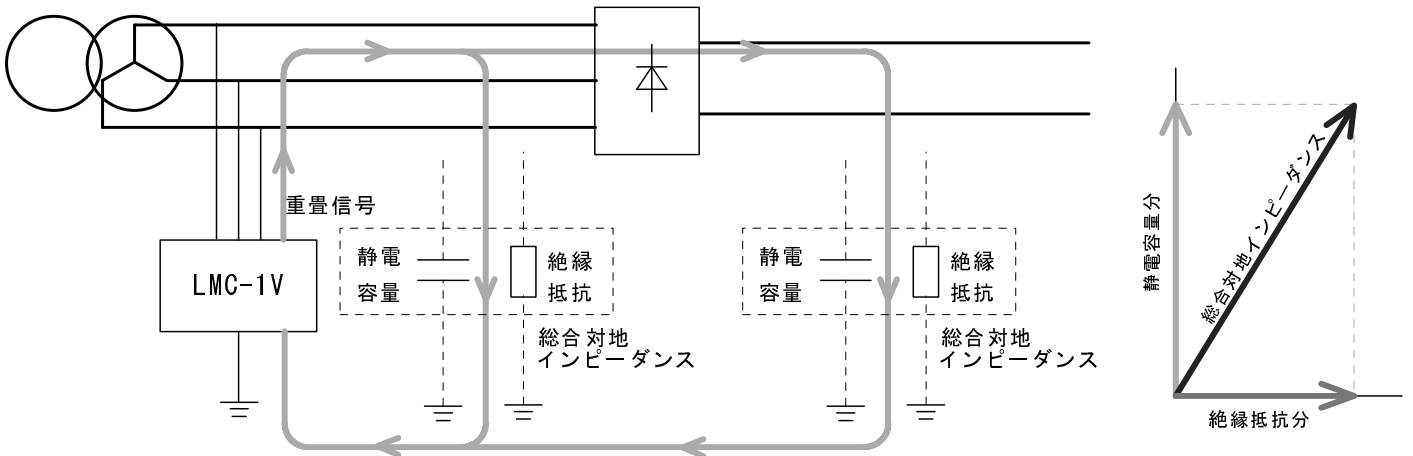 重畳信号
LMC-1V
静電
容量
絶縁
抵抗
総合対地
インピーダンス
静電
容量
絶縁
抵抗
総合対地
インピーダンス
静電容量分
総合対地インピーダンス
絶縁抵抗分